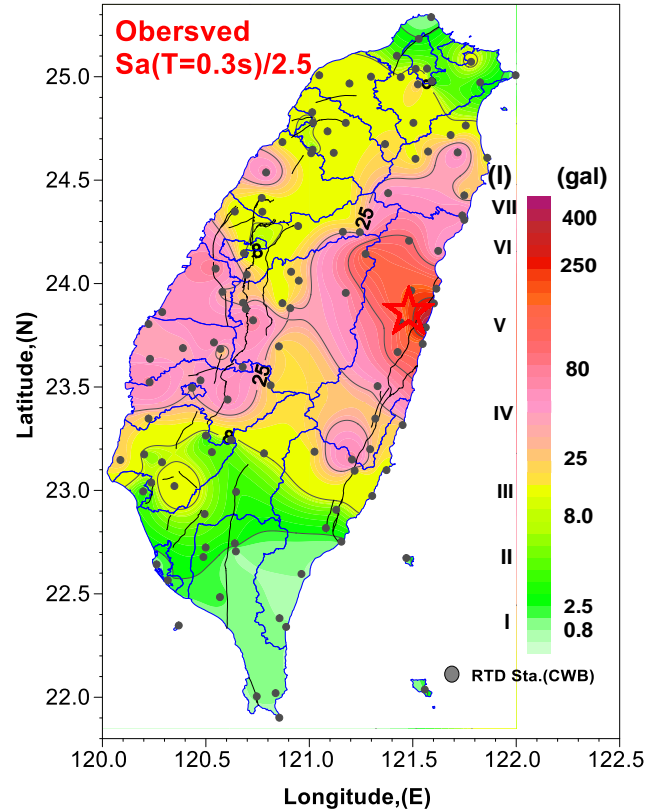 Obersved
Sa(T=0.3s)/2.5
25.0
24.5
24.0
23.5
23.0
22.5
22.0
Latitude,(N)
8
25
8
25
8
(I) (gal)
VII
400
VI
250
V
80
IV
25
III
8.0
II
2.5
I
0.8
RTD Sta.(CWB)
120.0 120.5 121.0 121.5 122.0 122.5
Longitude,(E)